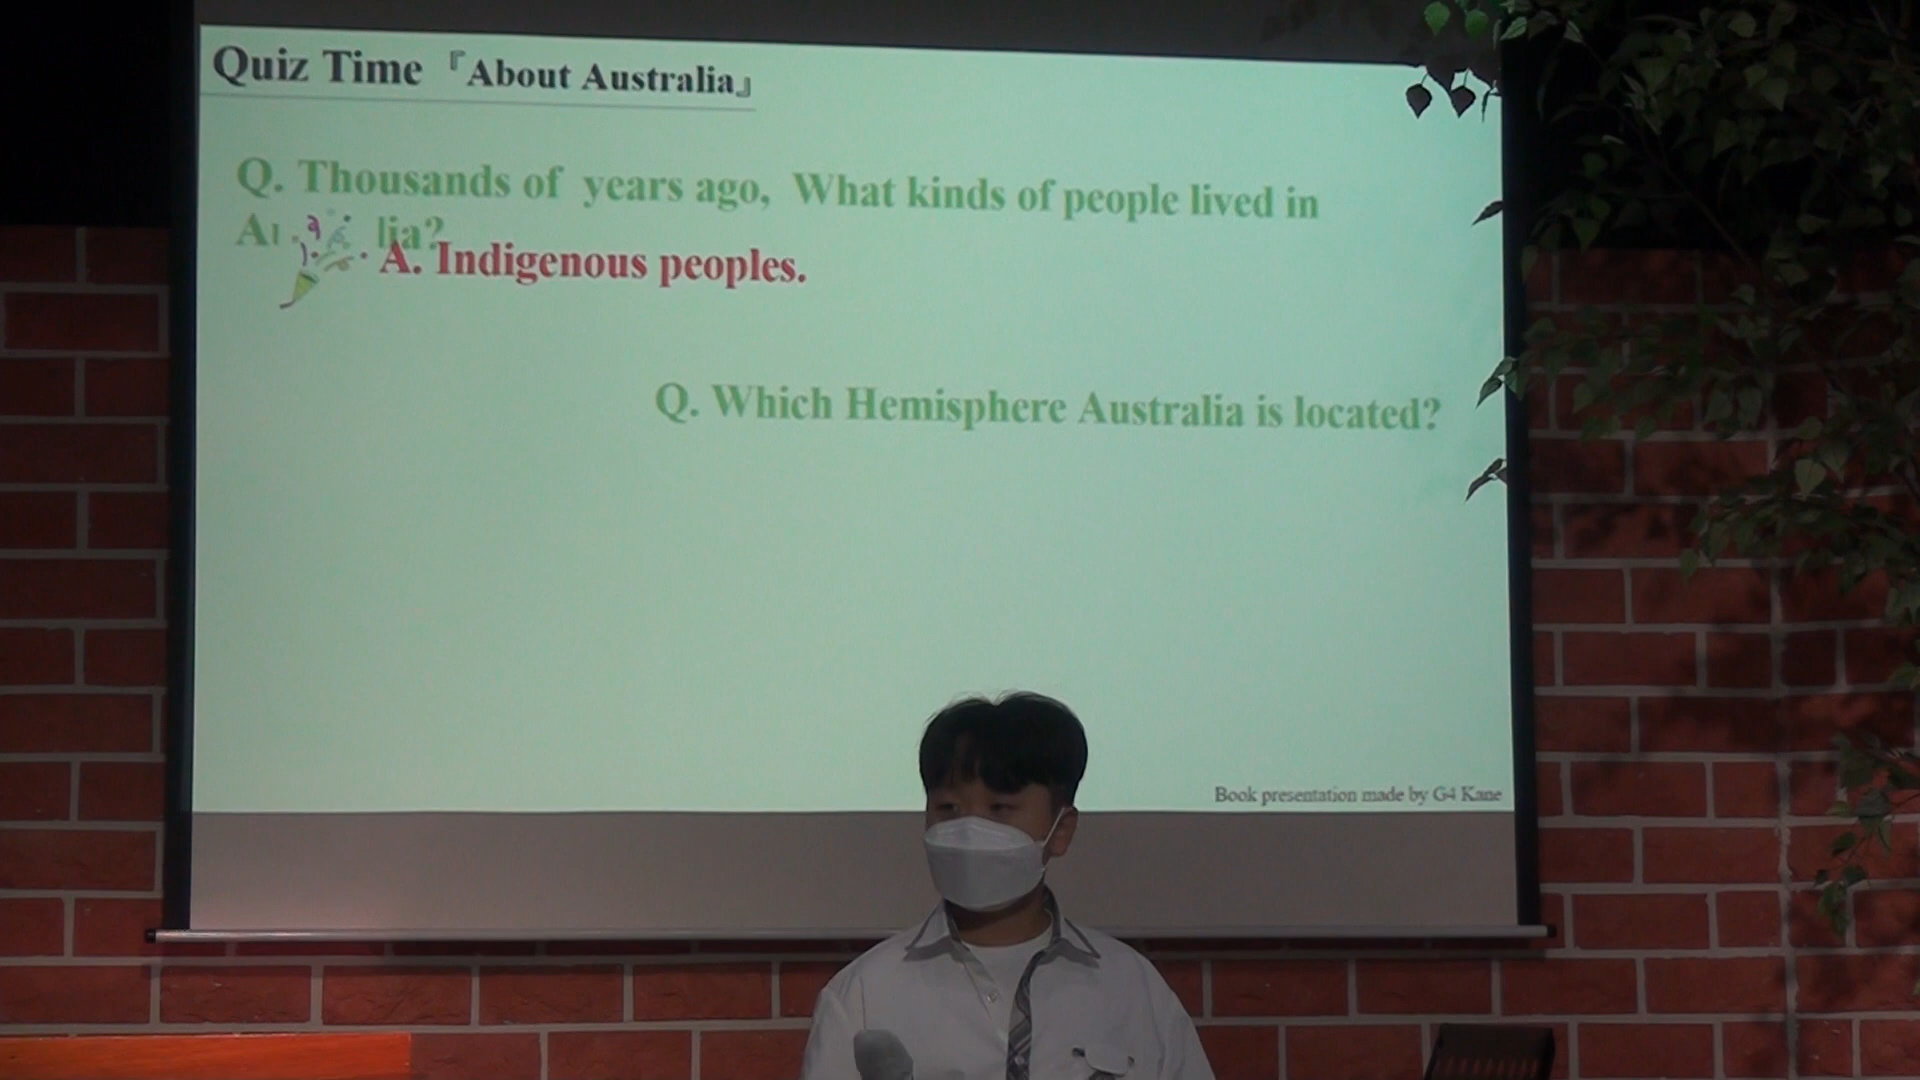 Quiz Time 『About Australia』
Q. Thousands of years ago, What kinds of people lived in
lia?
A. Indigenous peoples.
Q. Which Hemisphere Australia is located?
Book presentation made by G4 Kane